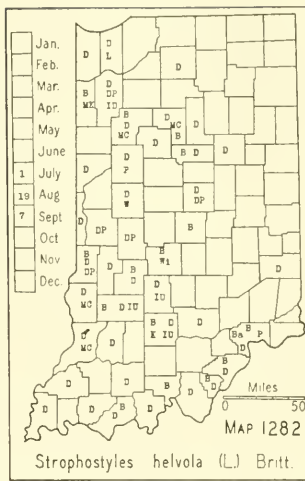 Jan.
Feb.
Mar.
Apr.
May
June
1 July
19 Aug
7 Sept
Oct
Nov
Dec.
D D
L
D
B D
MK DP
IU
B D
D MC
MC B D
D B D
D D
P
D D
W DP
D
DP DP B
B
B Wi
D D B
DP D
D
D D
MC B D IU IU
D B D D
MC D K IU B
Ba P
D
B
D
D D B B
D D D
D D B D
D
Miles
0 50
MAP 1282
Strophostyles helvola (L.) Britt.